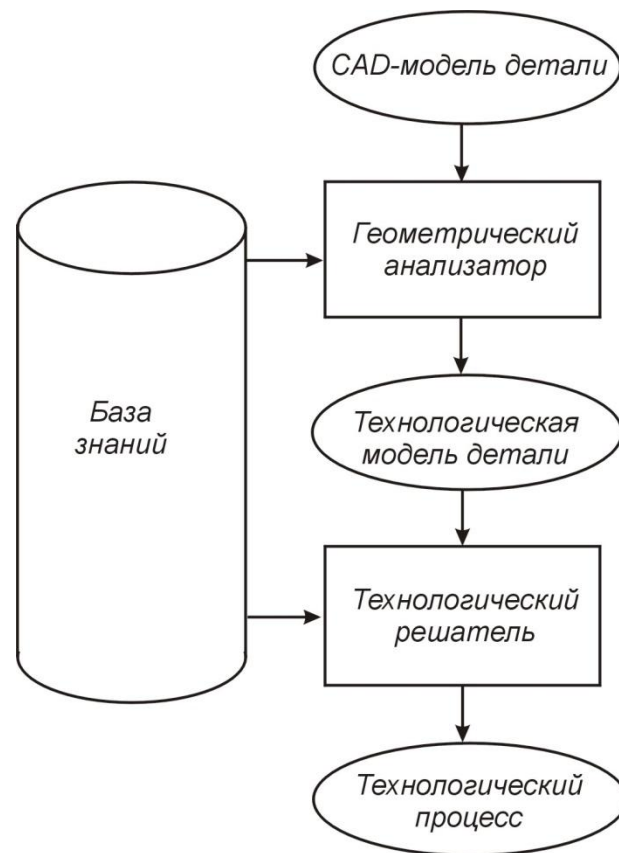 CAD-модель детали
Геометрический
анализатор
База
знаний
Технологическая
модель детали
Технологический
решатель
Технологический
процесс